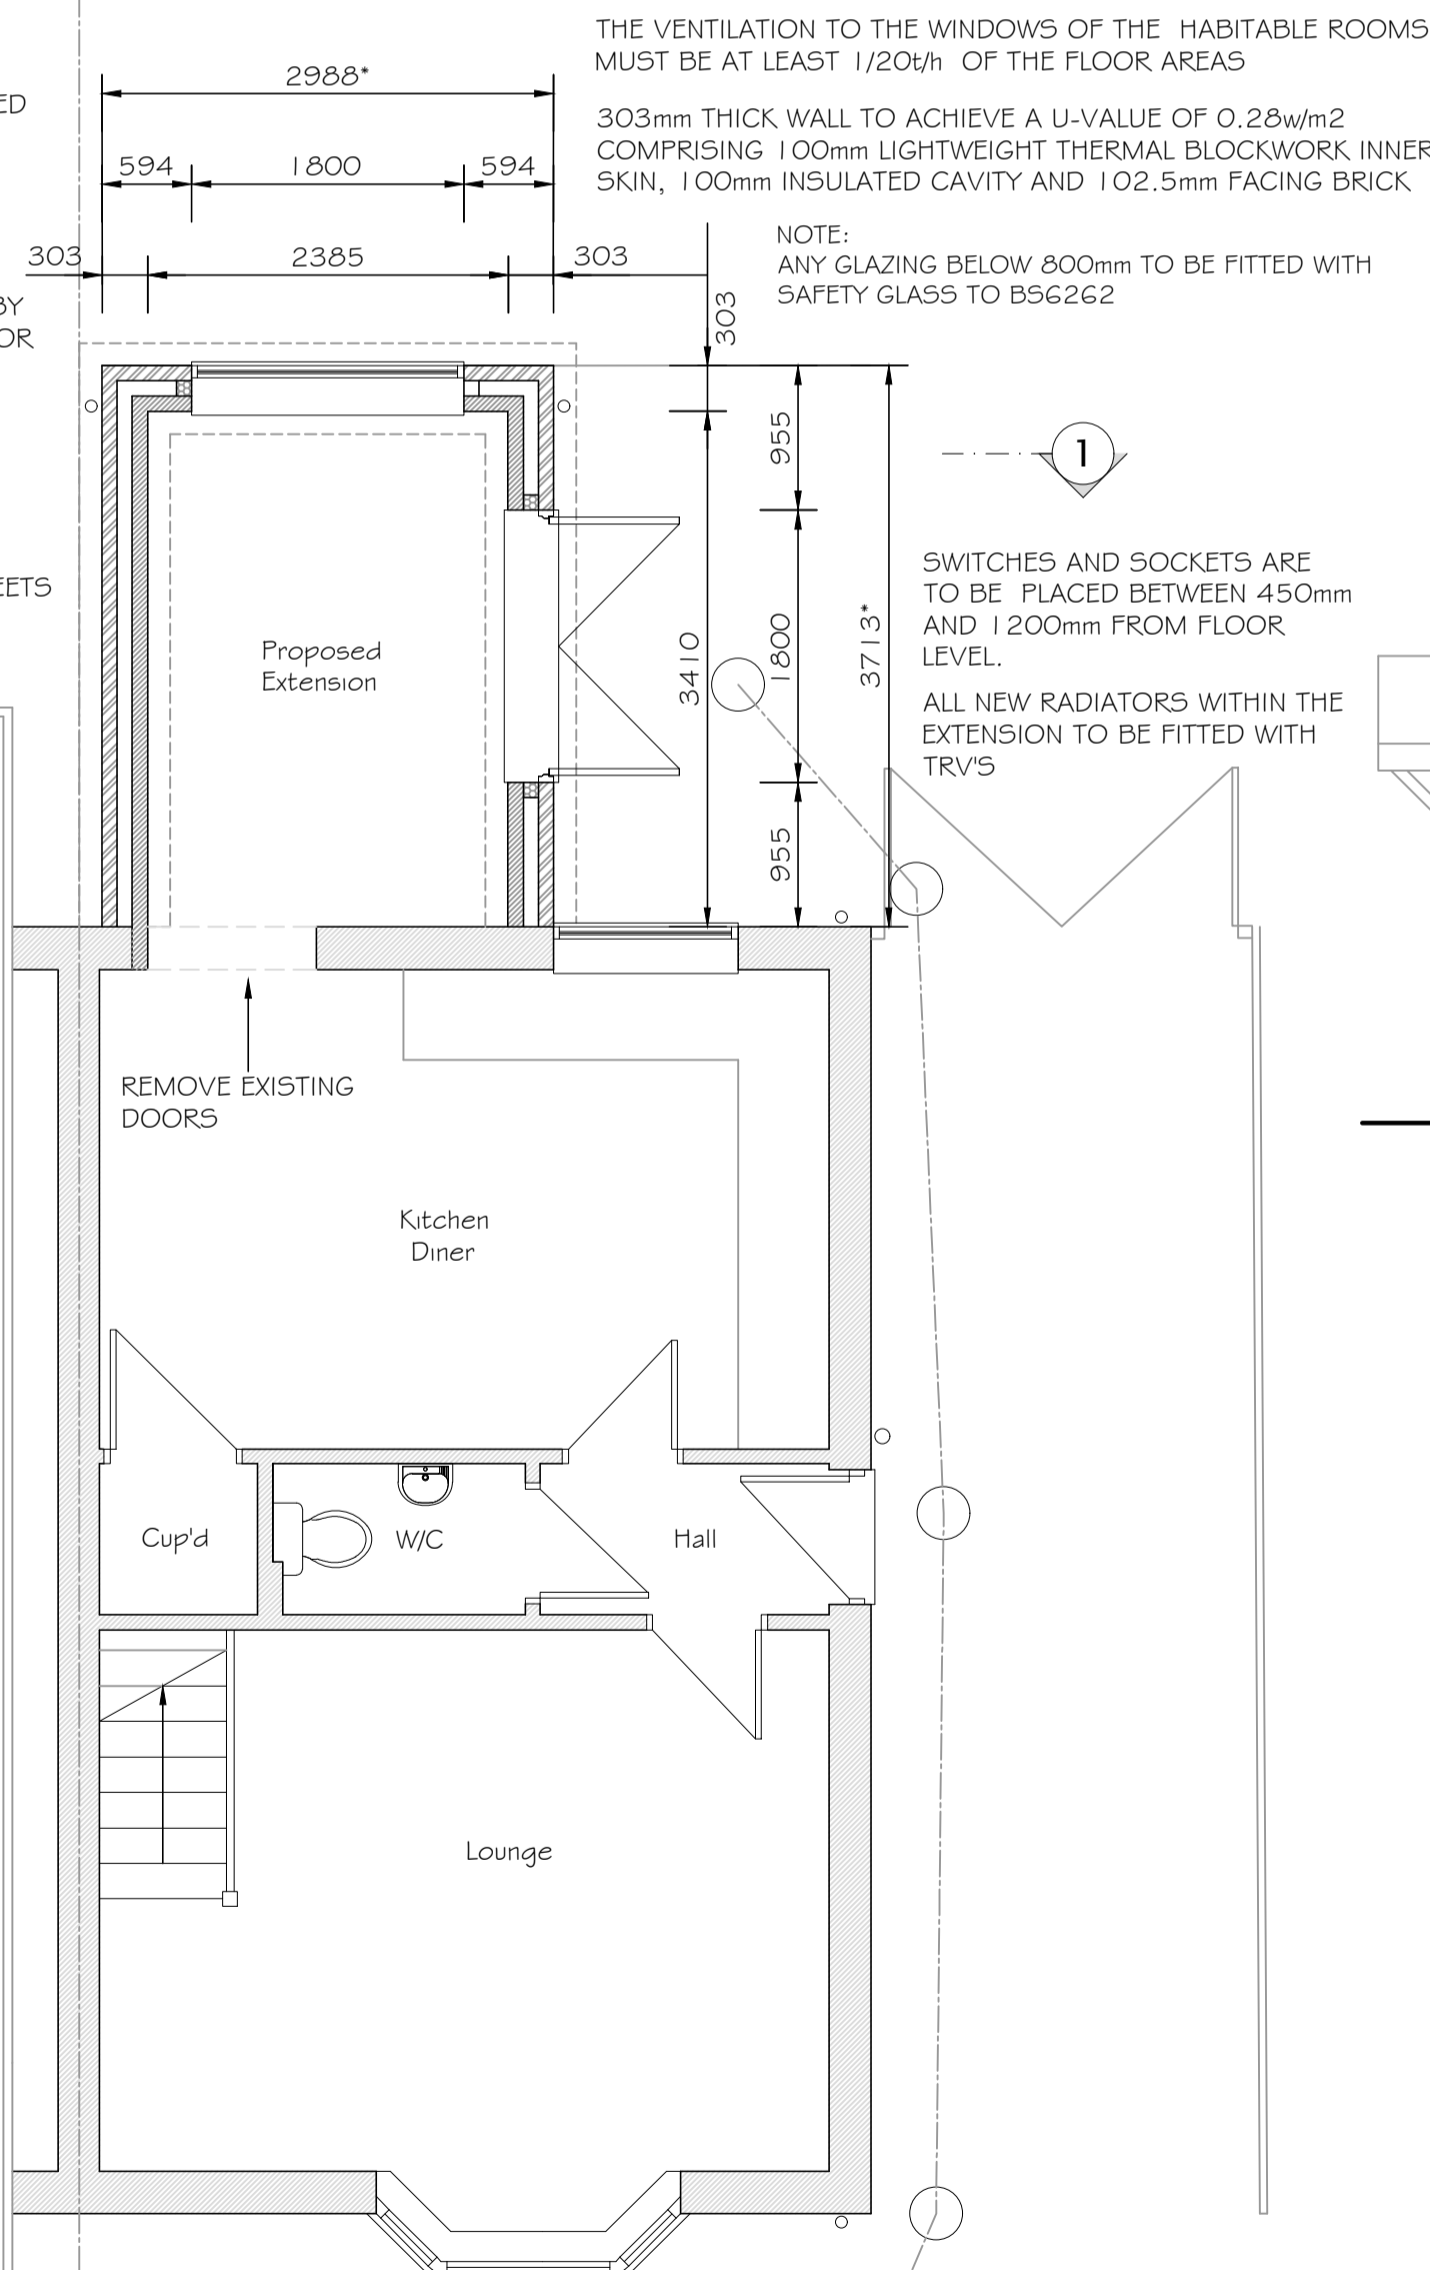 THE VENTILATION TO THE WINDOWS OF THE HABITABLE ROOMS
MUST BE AT LEAST 1/20t/h OF THE FLOOR AREAS
303mm THICK WALL TO ACHIEVE A U-VALUE OF 0.28w/m2
COMPRISING 100mm LIGHTWEIGHT THERMAL BLOCKWORK INNER
SKIN, 100mm INSULATED CAVITY AND 102.5mm FACING BRICK
NOTE:
ANY GLAZING BELOW 800mm TO BE FITTED WITH
SAFETY GLASS TO BS6262
2988*
ED
594
1800
594
303
2385
303
303
BY
OR
955
1
EETS
SWITCHES AND SOCKETS ARE
TO BE PLACED BETWEEN 450mm
AND 1200mm FROM FLOOR
LEVEL.
ALL NEW RADIATORS WITHIN THE
EXTENSION TO BE FITTED WITH
TRV'S
Proposed
Extension
3410
1800
3713*
955
REMOVE EXISTING
DOORS
Kitchen
Diner
Cup'd
W/C
Hall
Lounge